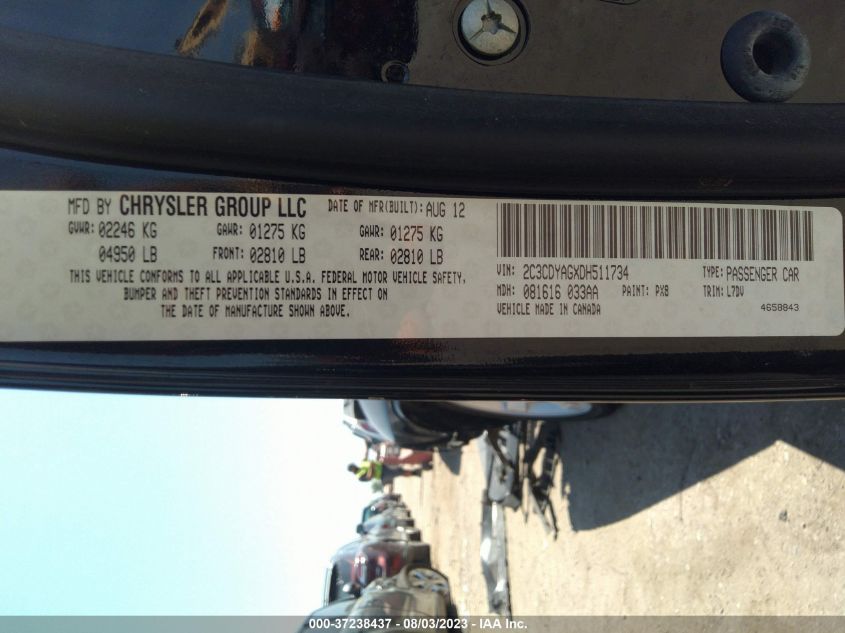 MFD BY CHRYSLER GROUP LLC DATE OF MFR(BUILT): AUG 12
GVWR: 02246 KG GAWR: 01275 KG GAWR: 01275 KG
04950 LB FRONT: 02810 LB REAR: 02810 LB
THIS VEHICLE CONFORMS TO ALL APPLICABLE U.S.A. FEDERAL MOTOR VEHICLE SAFETY,
BUMPER AND THEFT PREVENTION STANDARDS IN EFFECT ON
THE DATE OF MANUFACTURE SHOWN ABOVE.
VIN: 2C3CDYAGXDH511734 TYPE: PASSENGER CAR
MDH: 081616 033AA PAINT: PX8 TRIM: L7DV
VEHICLE MADE IN CANADA 4658843
000-37238437 - 08/03/2023 - IAA Inc.